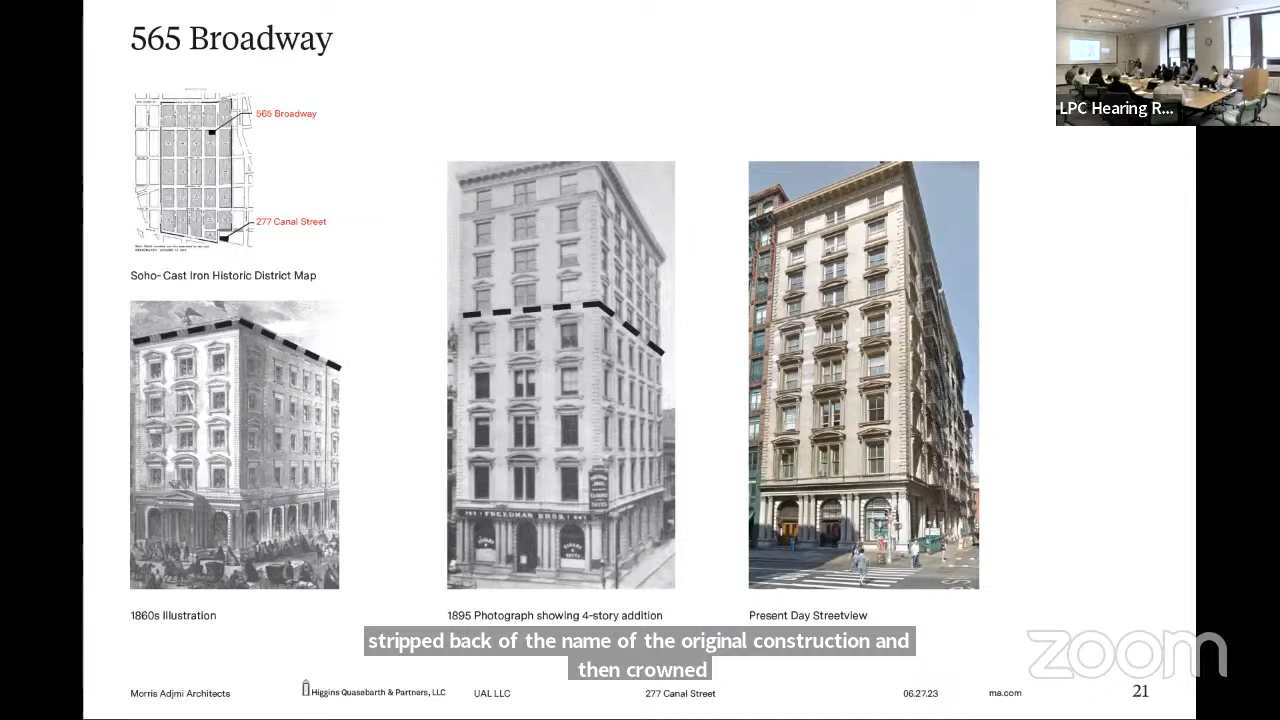 565 Broadway
LPC Hearing R...
565 Broadway
277 Canal Street
Soho-Cast Iron Historic District Map
FREEDMAN BROS.
1860s Illustration
1895 Photograph showing 4-story addition
Present Day Streetview
stripped back of the name of the original construction and
then crowned
zoom
Morris Adjmi Architects
Higgins Quasebarth & Partners, LLC
UAL LLC
277 Canal Street
06.27.23
ma.com
21